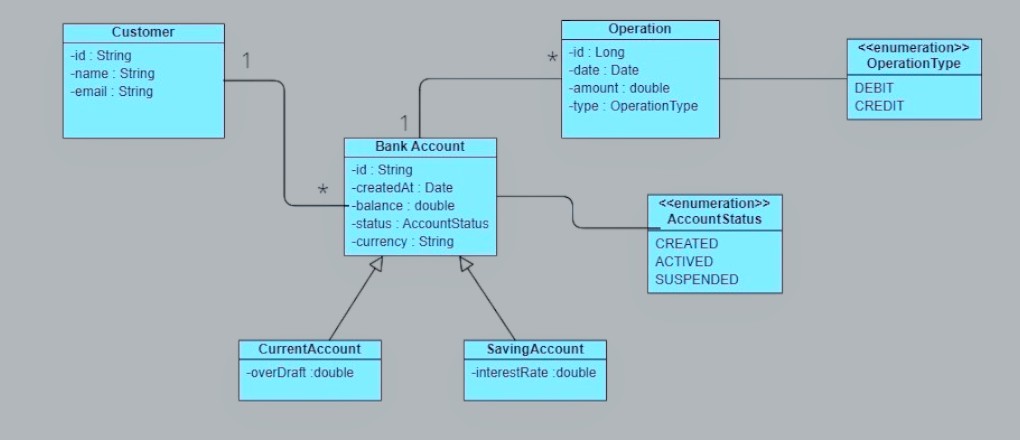 Customer
-id : String
-name : String
-email : String
1
*
Operation
-id : Long
-date : Date
-amount : double
-type : OperationType
*
1
<<enumeration>>
OperationType
DEBIT
CREDIT
Bank Account
-id : String
-createdAt : Date
-balance : double
-status : AccountStatus
-currency : String
<<enumeration>>
AccountStatus
CREATED
ACTIVED
SUSPENDED
CurrentAccount
-overDraft :double
SavingAccount
-interestRate :double